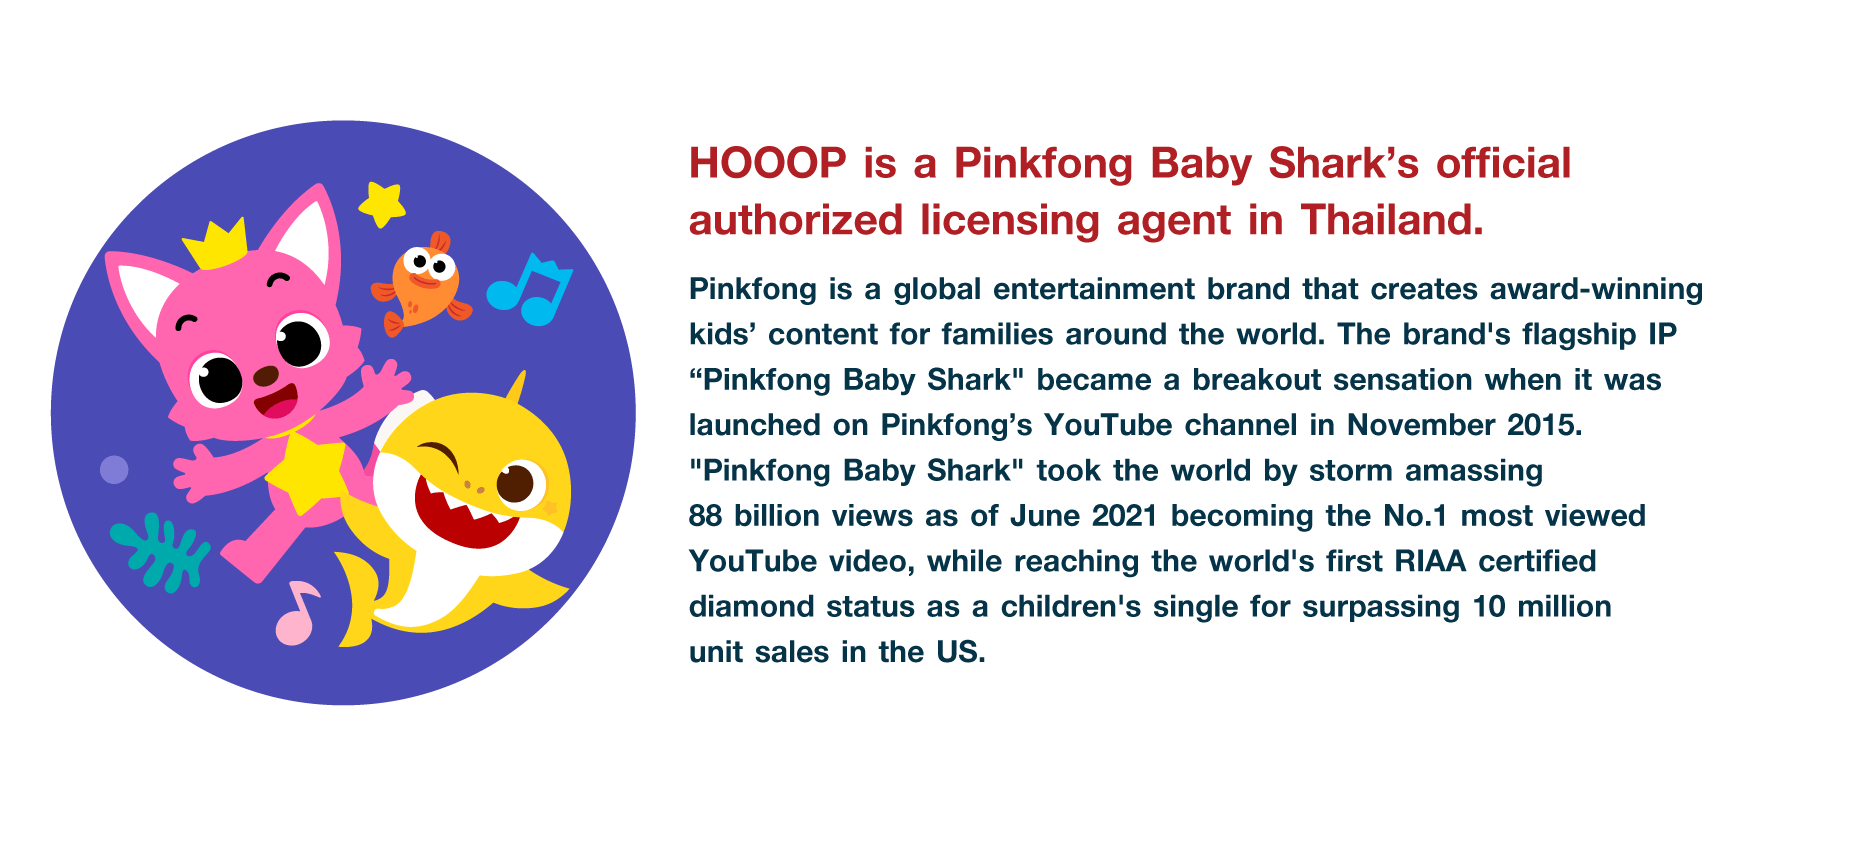 HOOOP is a Pinkfong Baby Shark’s official
authorized licensing agent in Thailand.
Pinkfong is a global entertainment brand that creates award-winning
kids’ content for families around the world. The brand's flagship IP
“Pinkfong Baby Shark" became a breakout sensation when it was
launched on Pinkfong’s YouTube channel in November 2015.
"Pinkfong Baby Shark" took the world by storm amassing
88 billion views as of June 2021 becoming the No.1 most viewed
YouTube video, while reaching the world's first RIAA certified
diamond status as a children's single for surpassing 10 million
unit sales in the US.